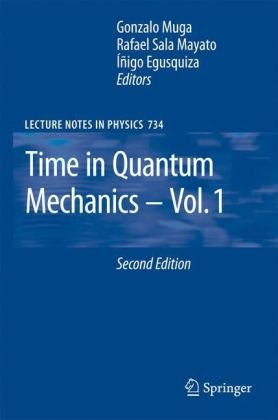 Gonzalo Muga
Rafael Sala Mayato
Íñigo Egusquiza
Editors
LECTURE NOTES IN PHYSICS 734
Time in Quantum
Mechanics – Vol. 1
Second Edition
Springer